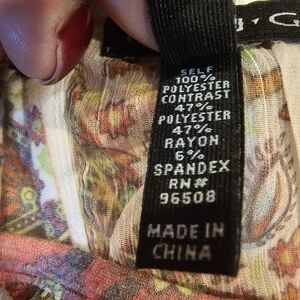 G
SELF
100%
POLYESTER
CONTRAST
47%
POLYESTER
47%
RAYON
6%
SPANDEX
RN#
96508
MADE IN
CHINA